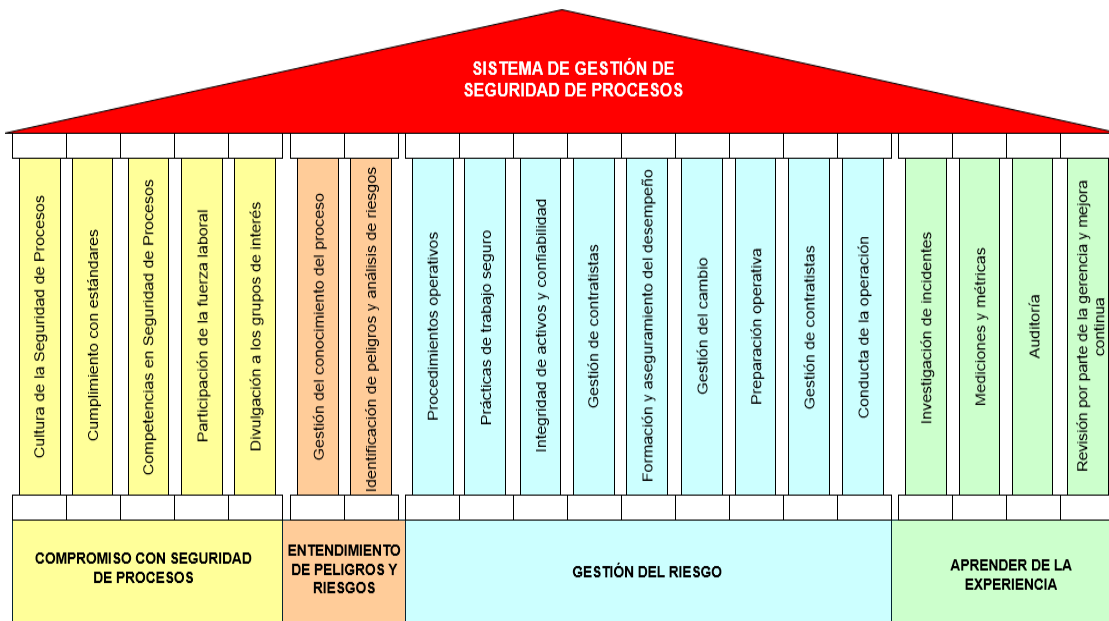 SISTEMA DE GESTIÓN DE
SEGURIDAD DE PROCESOS
Cultura de la Seguridad de Procesos
Cumplimiento con estándares
Competencias en Seguridad de Procesos
Participación de la fuerza laboral
Divulgación a los grupos de interés
Gestión del conocimiento del proceso
Identificación de peligros y análisis de riesgos
Procedimientos operativos
Prácticas de trabajo seguro
Integridad de activos y confiabilidad
Gestión de contratistas
Formación y aseguramiento del desempeño
Gestión del cambio
Preparación operativa
Gestión de contratistas
Conducta de la operación
Investigación de incidentes
Mediciones y métricas
Auditoría
Revisión por parte de la gerencia y mejora
continua
COMPROMISO CON SEGURIDAD
DE PROCESOS
ENTENDIMIENTO
DE PELIGROS Y
RIESGOS
GESTIÓN DEL RIESGO
APRENDER DE LA
EXPERIENCIA